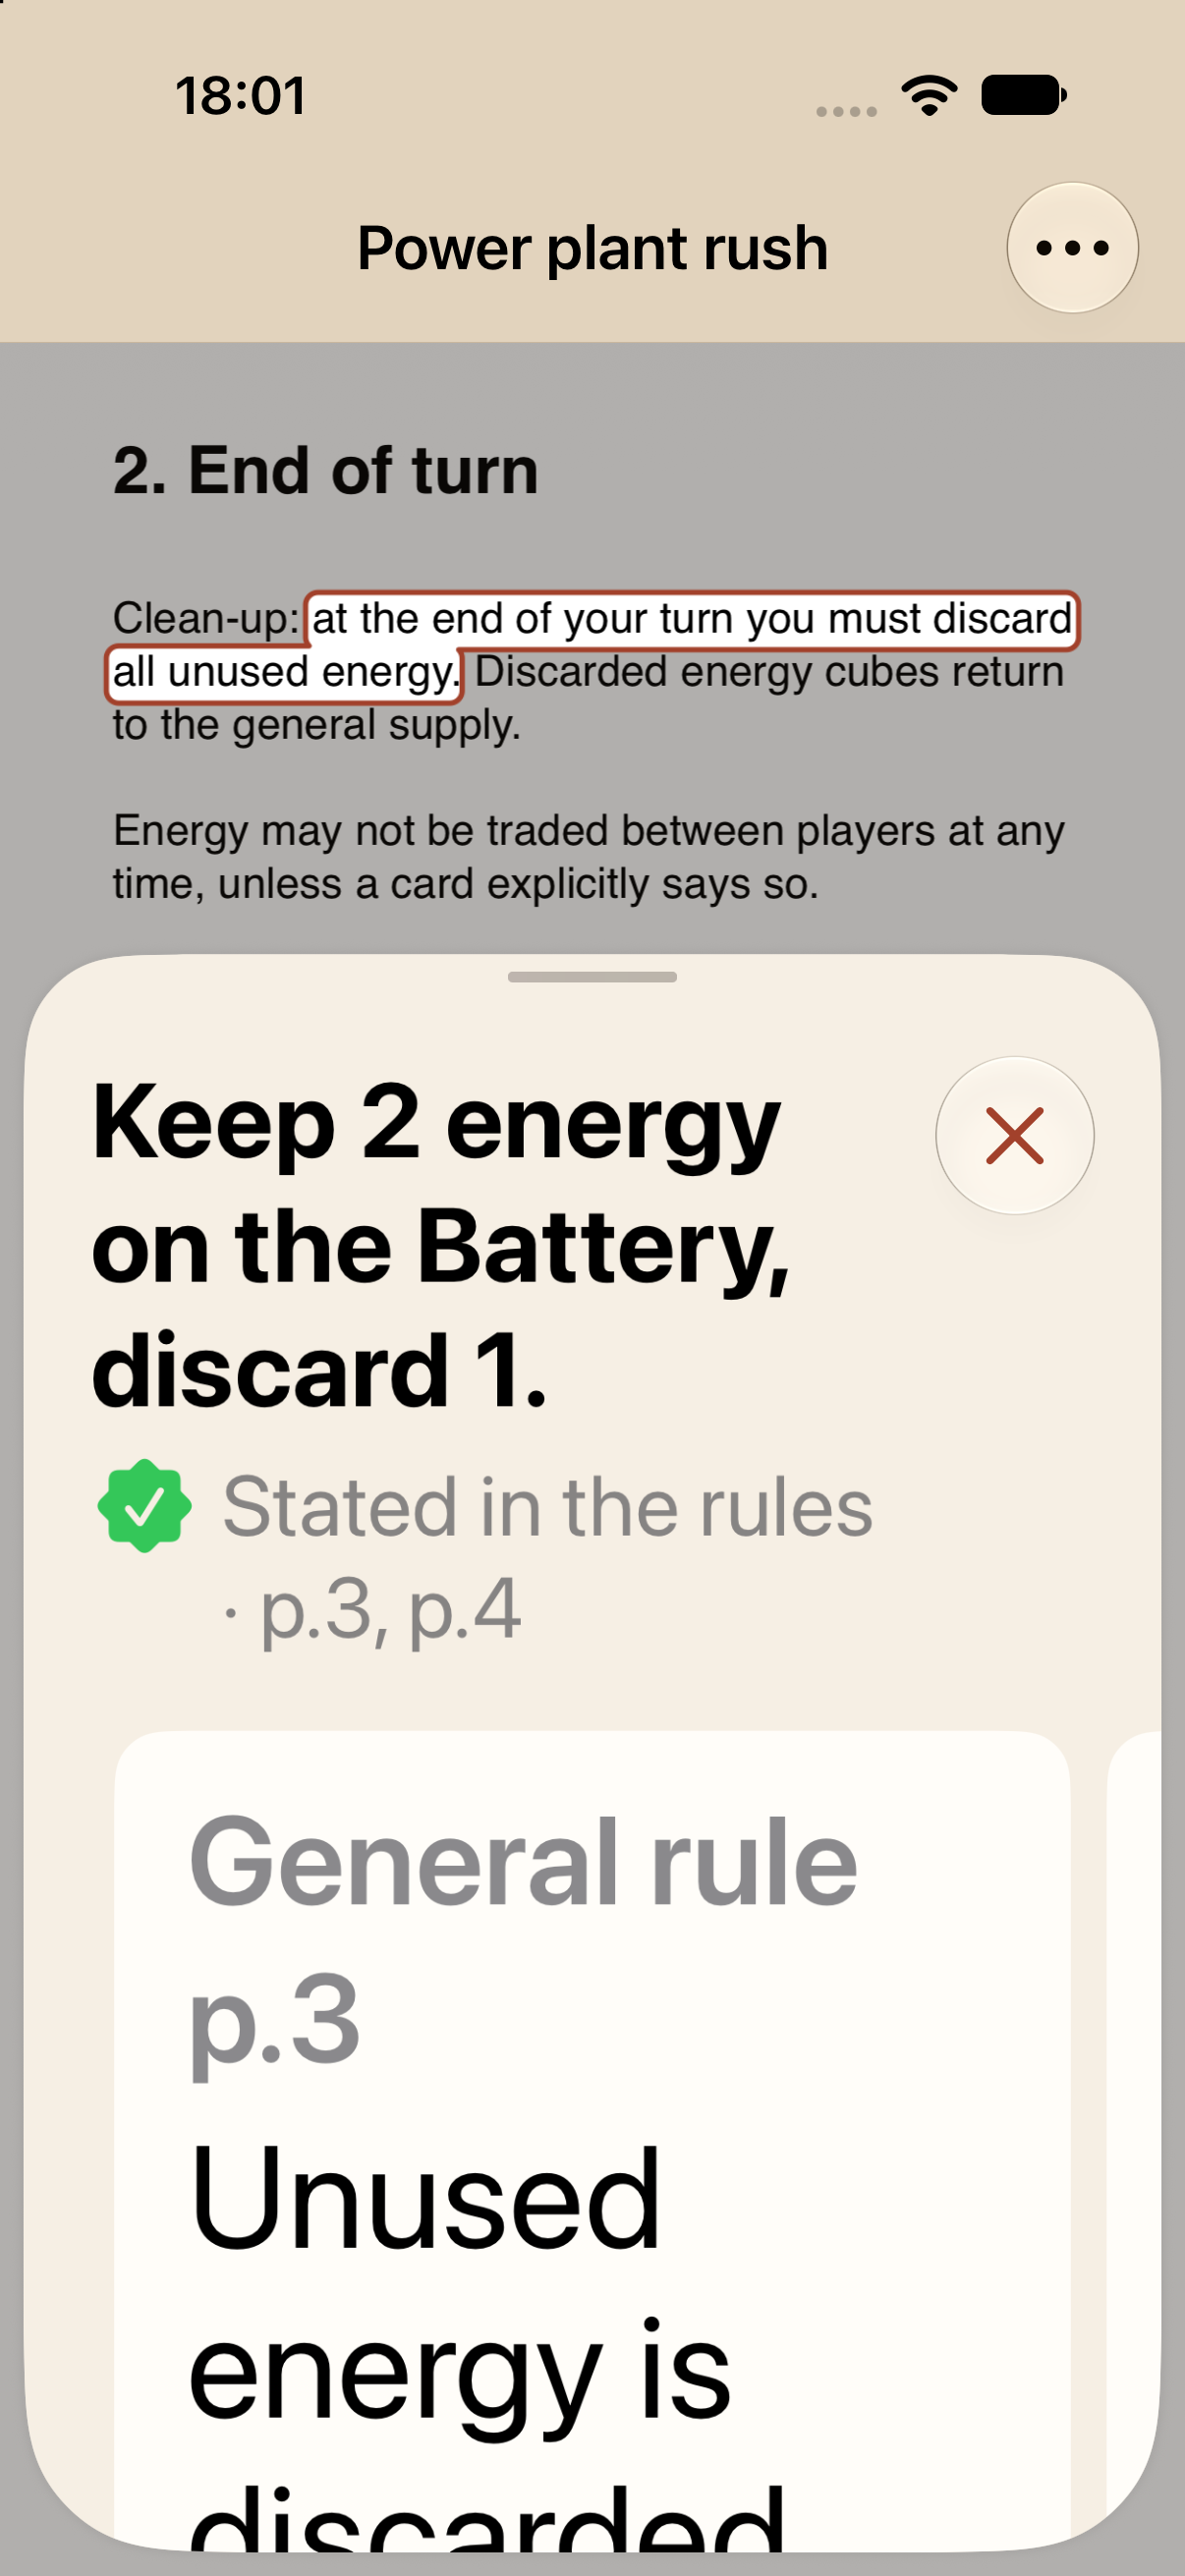 18:01
Power plant rush
2. End of turn
Clean-up: at the end of your turn you must discard
all unused energy. Discarded energy cubes return
to the general supply.
Energy may not be traded between players at any
time, unless a card explicitly says so.
Keep 2 energy
on the Battery,
discard 1.
Stated in the rules
· p.3, p.4
General rule
p.3
Unused
energy is
discarded